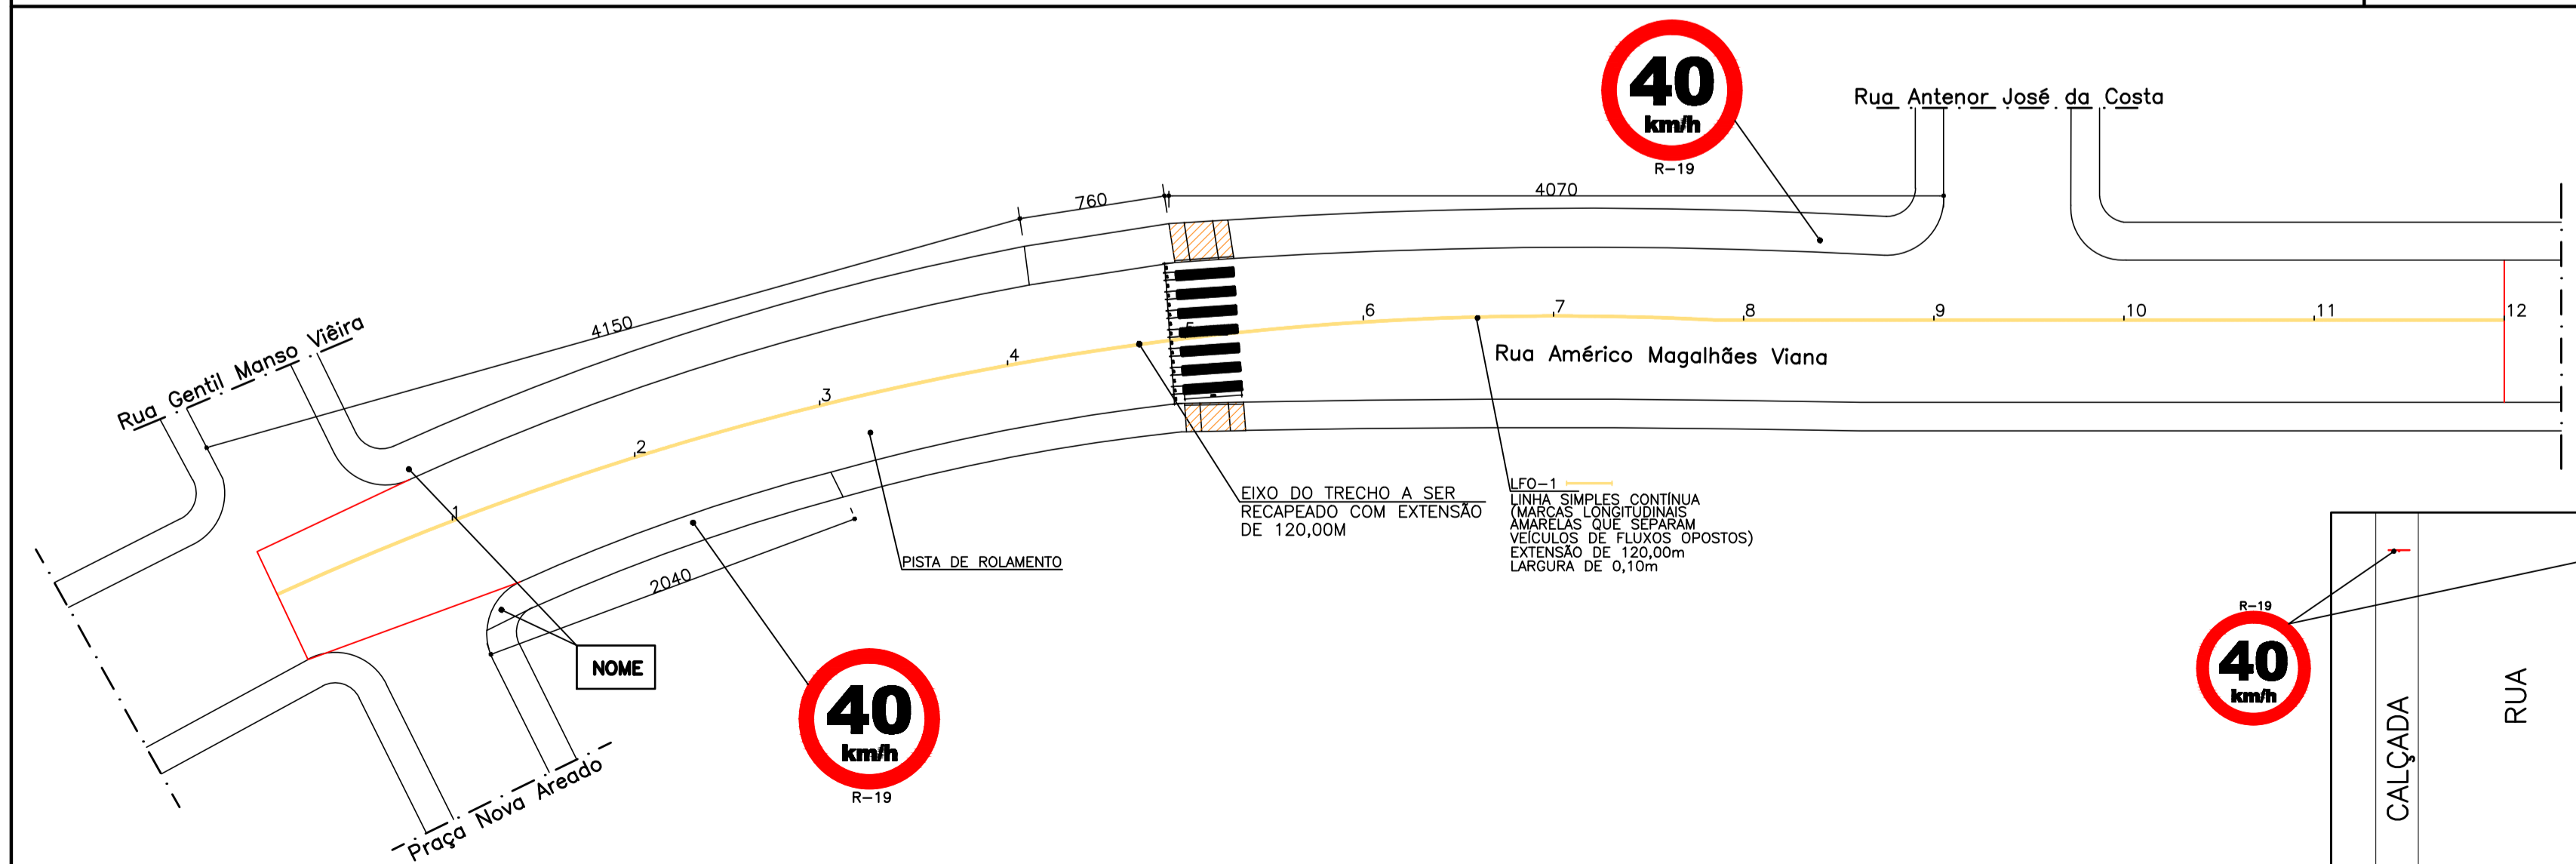 40
km/h
R-19
Rua Antenor José da Costa
4070
760
4150
Rua Gentil Manso Viêira
1
2
3
4
5
6
7
8
9
10
11
12
Rua Américo Magalhães Viana
EIXO DO TRECHO A SER
RECAPEADO COM EXTENSÃO
DE 120,00M
LFO-1
LINHA SIMPLES CONTÍNUA
(MARCAS LONGITUDINAIS
AMARELAS QUE SEPARAM
VEÍCULOS DE FLUXOS OPOSTOS)
EXTENSÃO DE 120,00m
LARGURA DE 0,10m
PISTA DE ROLAMENTO
2040
NOME
40
km/h
R-19
Praça Nova Areado
R-19
40
km/h
CALÇADA
RUA